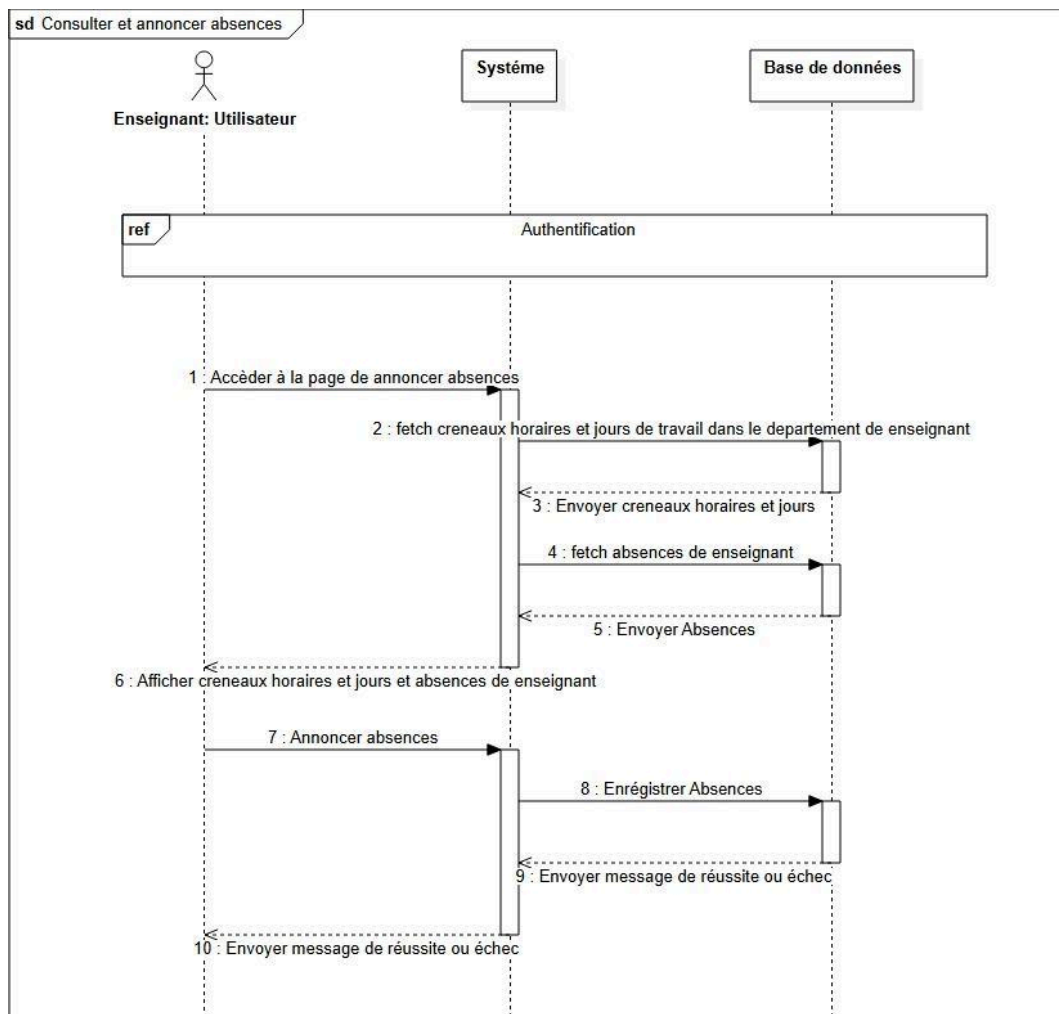 sd Consulter et annoncer absences
Systéme
Base de données
Enseignant: Utilisateur
ref
Authentification
1 : Accèder à la page de annoncer absences
2 : fetch creneaux horaires et jours de travail dans le departement de enseignant
3 : Envoyer creneaux horaires et jours
4 : fetch absences de enseignant
5 : Envoyer Absences
6 : Afficher creneaux horaires et jours et absences de enseignant
7 : Annoncer absences
8 : Enrégistrer Absences
9 : Envoyer message de réussite ou échec
10 : Envoyer message de réussite ou échec